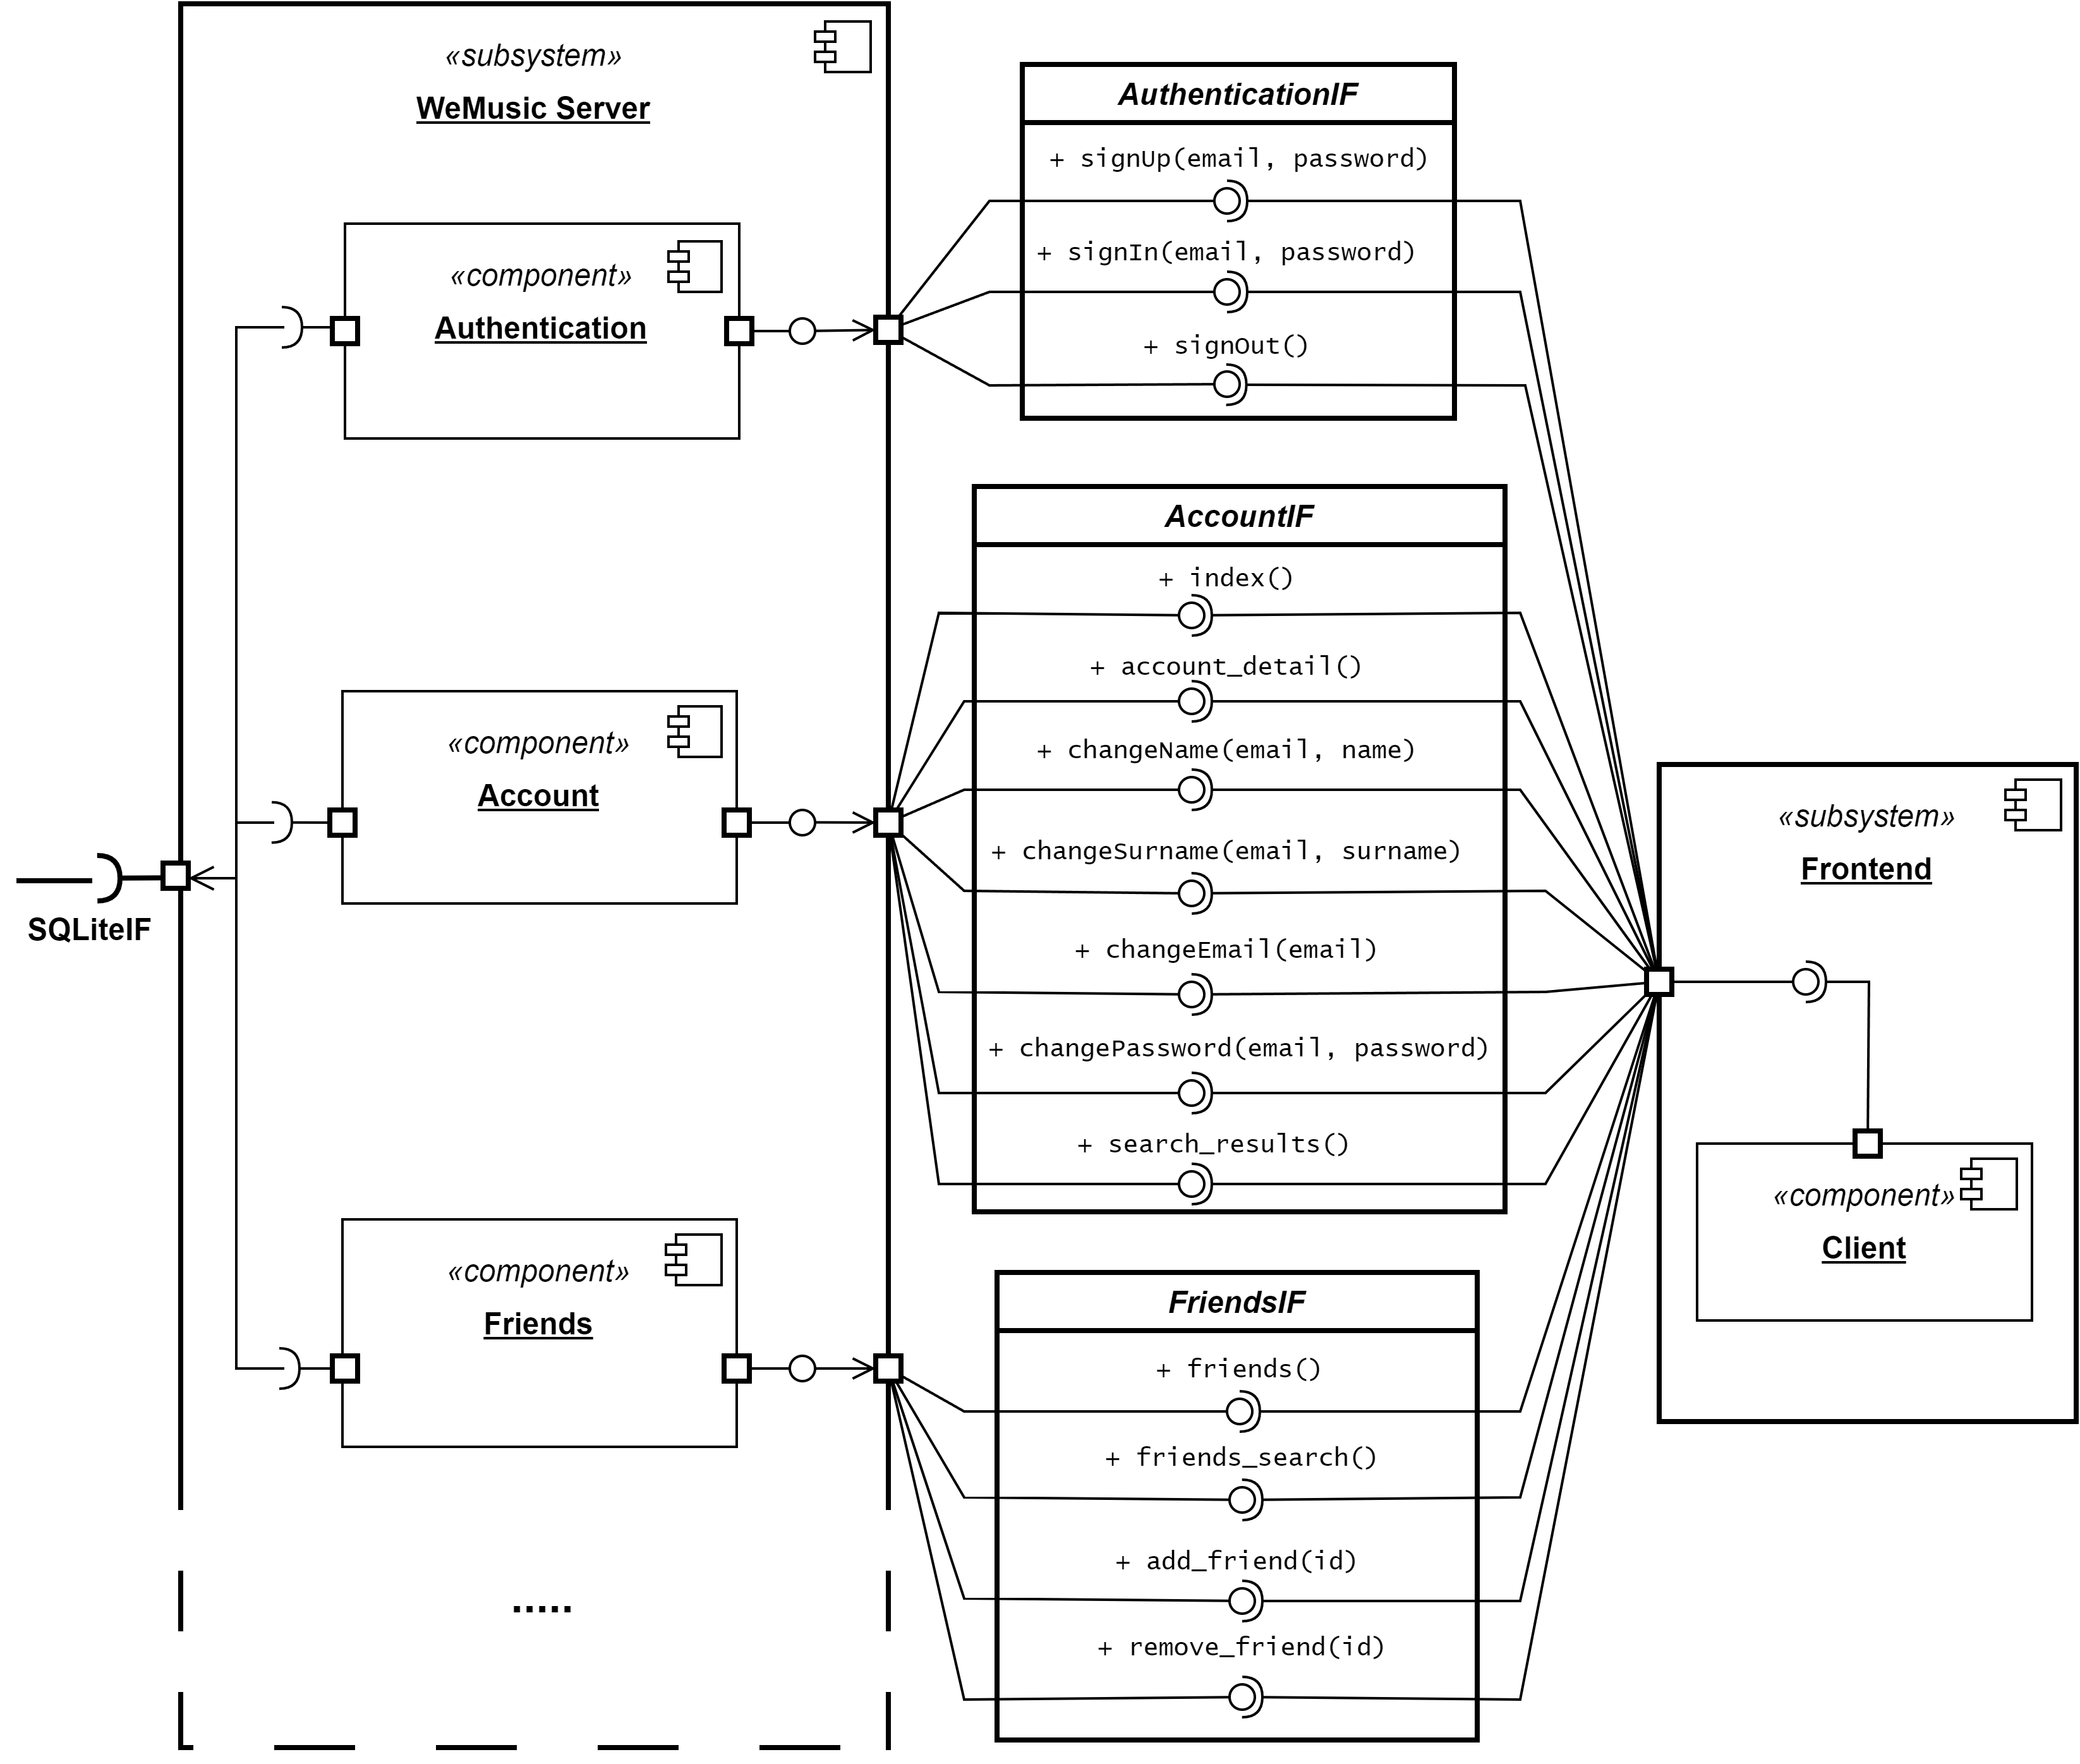 «subsystem»
WeMusic Server
«component»
Authentication
«component»
Account
SQLiteIF
«component»
Friends
.....
AuthenticationIF
+ signUp(email, password)
+ signIn(email, password)
+ signOut()
AccountIF
+ index()
+ account_detail()
+ changeName(email, name)
+ changeSurname(email, surname)
+ changeEmail(email)
+ changePassword(email, password)
+ search_results()
FriendsIF
+ friends()
+ friends_search()
+ add_friend(id)
+ remove_friend(id)
«subsystem»
Frontend
«component»
Client